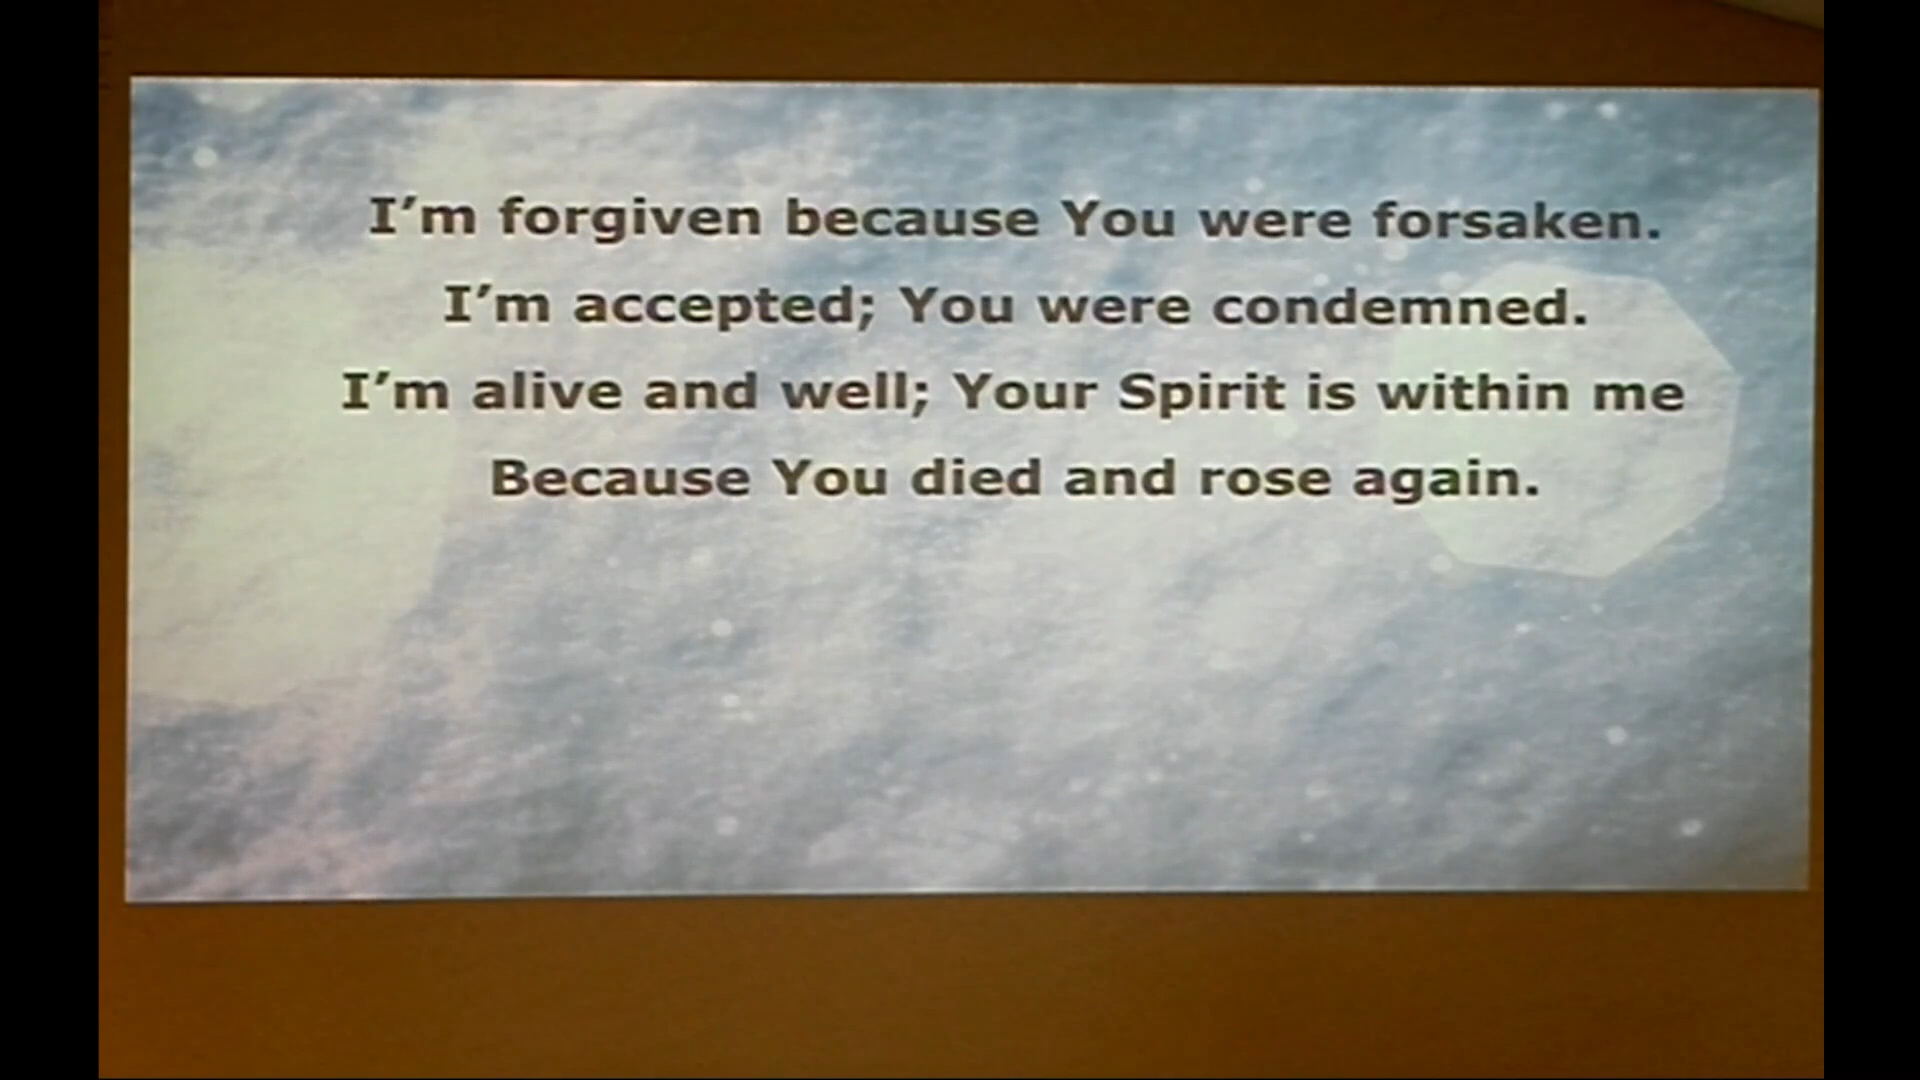 I’m forgiven because You were forsaken.
I’m accepted; You were condemned.
I’m alive and well; Your Spirit is within me
Because You died and rose again.